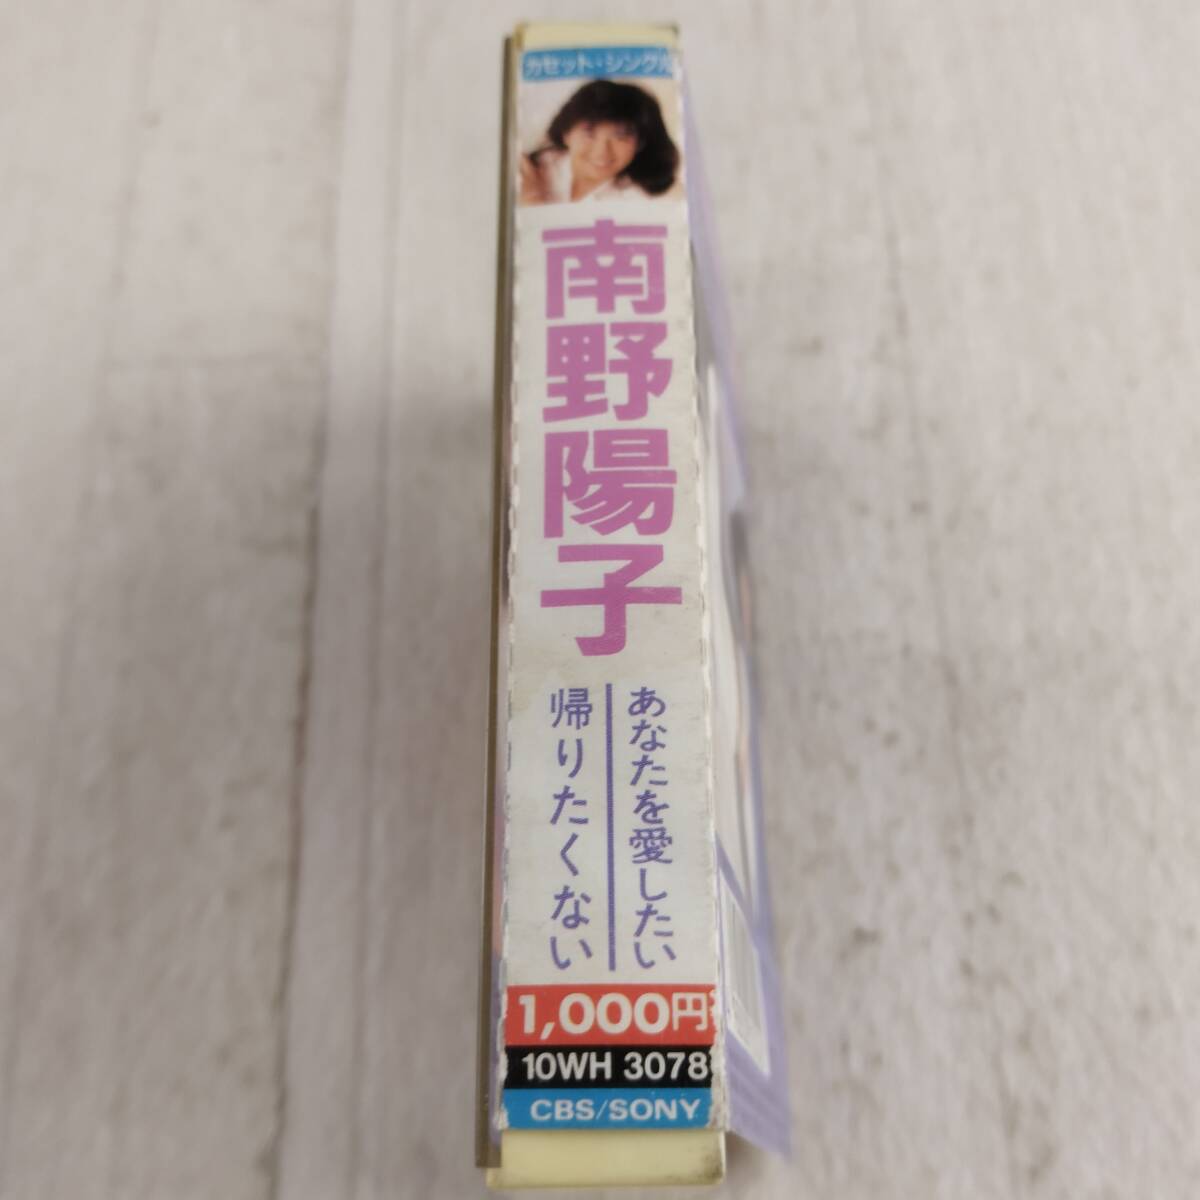 カセット・シングル
南野陽子
あなたを愛したい
帰りたくない
1,000円
10WH 3078
CBS/SONY